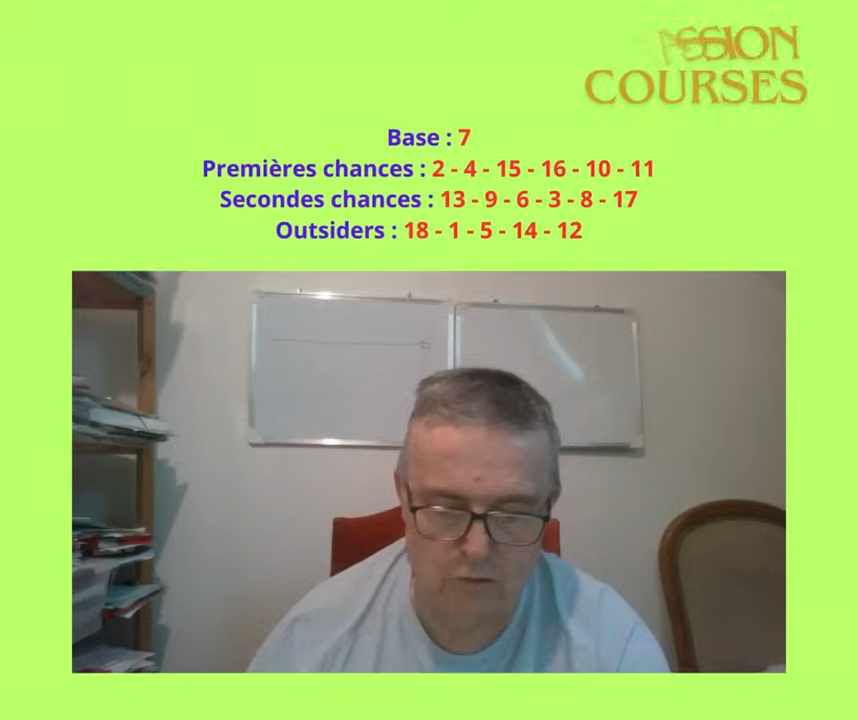 COURSES
Base : 7
Premières chances : 2 - 4 - 15 - 16 - 10 - 11
Secondes chances : 13 - 9 - 6 - 3 - 8 - 17
Outsiders : 18 - 1 - 5 - 14 - 12